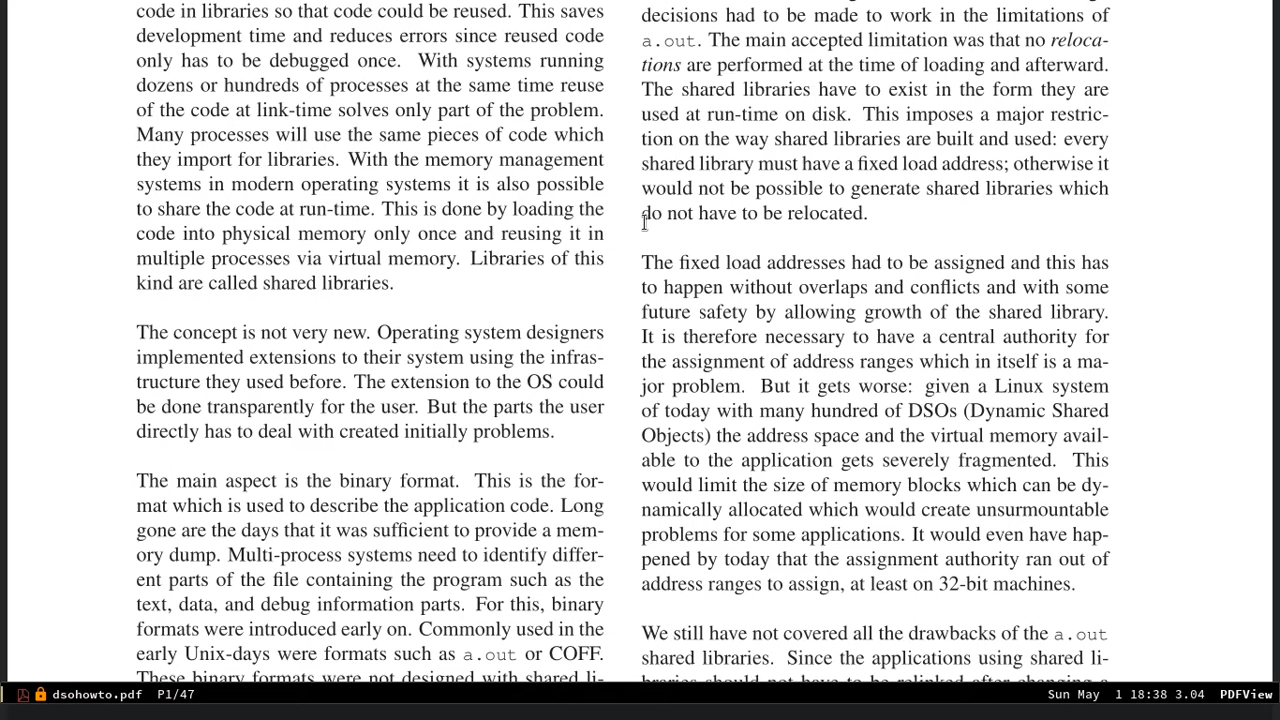 code in libraries so that code could be reused. This saves
development time and reduces errors since reused code
only has to be debugged once. With systems running
dozens or hundreds of processes at the same time reuse
of the code at link-time solves only part of the problem.
Many processes will use the same pieces of code which
they import for libraries. With the memory management
systems in modern operating systems it is also possible
to share the code at run-time. This is done by loading the
code into physical memory only once and reusing it in
multiple processes via virtual memory. Libraries of this
kind are called shared libraries.
The concept is not very new. Operating system designers
implemented extensions to their system using the infras-
tructure they used before. The extension to the OS could
be done transparently for the user. But the parts the user
directly has to deal with created initially problems.
The main aspect is the binary format. This is the for-
mat which is used to describe the application code. Long
gone are the days that it was sufficient to provide a mem-
ory dump. Multi-process systems need to identify differ-
ent parts of the file containing the program such as the
text, data, and debug information parts. For this, binary
formats were introduced early on. Commonly used in the
early Unix-days were formats such as a.out or COFF.
These binary formats were not designed with shared li-
decisions had to be made to work in the limitations of
a.out. The main accepted limitation was that no reloca-
tions are performed at the time of loading and afterward.
The shared libraries have to exist in the form they are
used at run-time on disk. This imposes a major restric-
tion on the way shared libraries are built and used: every
shared library must have a fixed load address; otherwise it
would not be possible to generate shared libraries which
do not have to be relocated.
The fixed load addresses had to be assigned and this has
to happen without overlaps and conflicts and with some
future safety by allowing growth of the shared library.
It is therefore necessary to have a central authority for
the assignment of address ranges which in itself is a ma-
jor problem. But it gets worse: given a Linux system
of today with many hundred of DSOs (Dynamic Shared
Objects) the address space and the virtual memory avail-
able to the application gets severely fragmented. This
would limit the size of memory blocks which can be dy-
namically allocated which would create unsurmountable
problems for some applications. It would even have hap-
pened by today that the assignment authority ran out of
address ranges to assign, at least on 32-bit machines.
We still have not covered all the drawbacks of the a.out
shared libraries. Since the applications using shared li-
braries should not have to be relinked after changing a
dsohowto.pdf P1/47
Sun May 1 18:38 3.04 PDFView